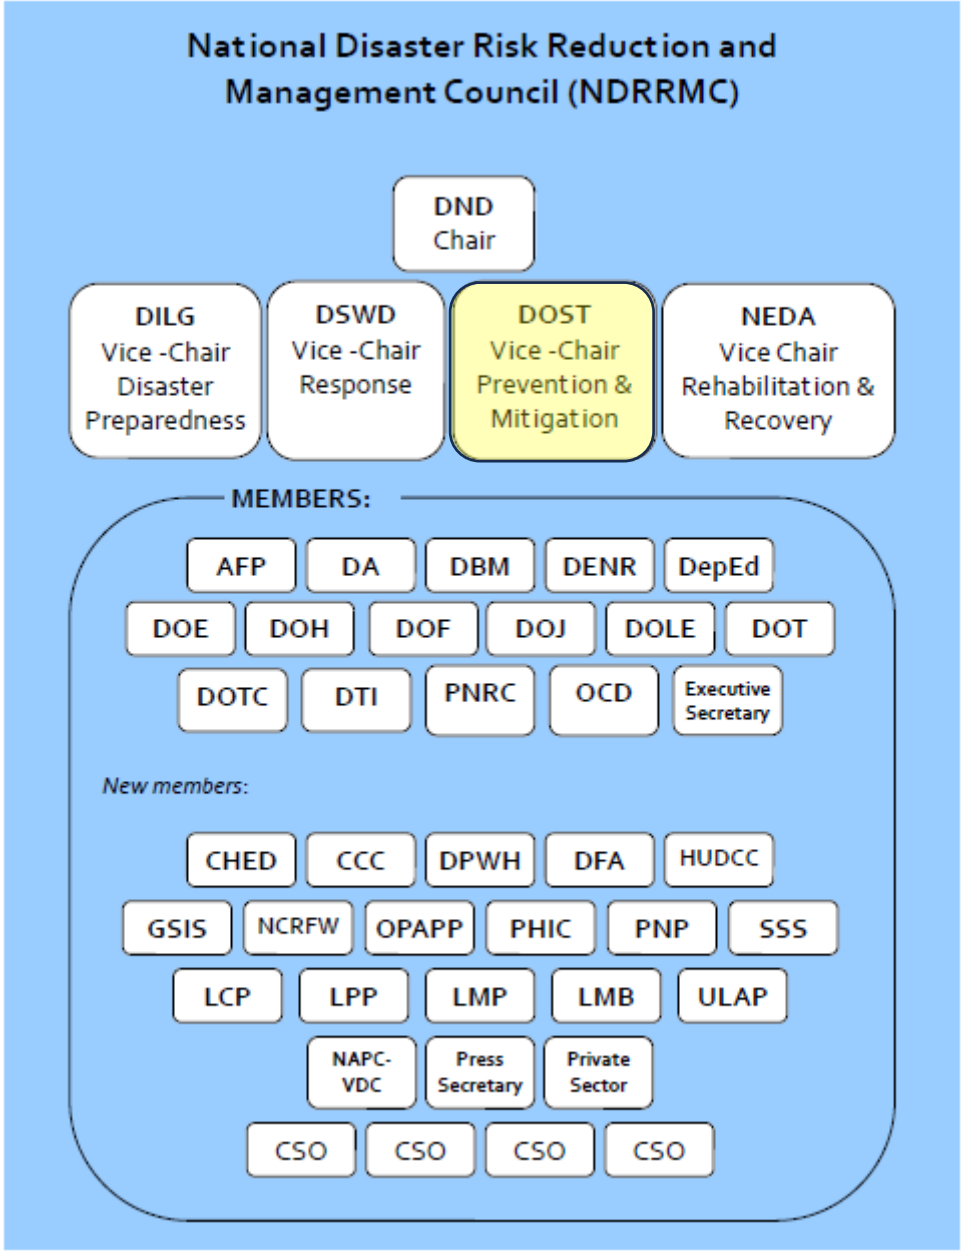 National Disaster Risk Reduction and
Management Council (NDRRMC)
DND
Chair
DILG
Vice -Chair
Disaster
Preparedness
DSWD
Vice -Chair
Response
DOST
Vice -Chair
Prevention &
Mitigation
NEDA
Vice Chair
Rehabilitation &
Recovery
MEMBERS:
AFP
DA
DBM
DENR
DepEd
DOE
DOH
DOF
DOJ
DOLE
DOT
DOTC
DTI
PNRC
OCD
Executive
Secretary
New members:
CHED
CCC
DPWH
DFA
HUDCC
GSIS
NCRFW
OPAPP
PHIC
PNP
SSS
LCP
LPP
LMP
LMB
ULAP
NAPC-
VDC
Press
Secretary
Private
Sector
CSO
CSO
CSO
CSO